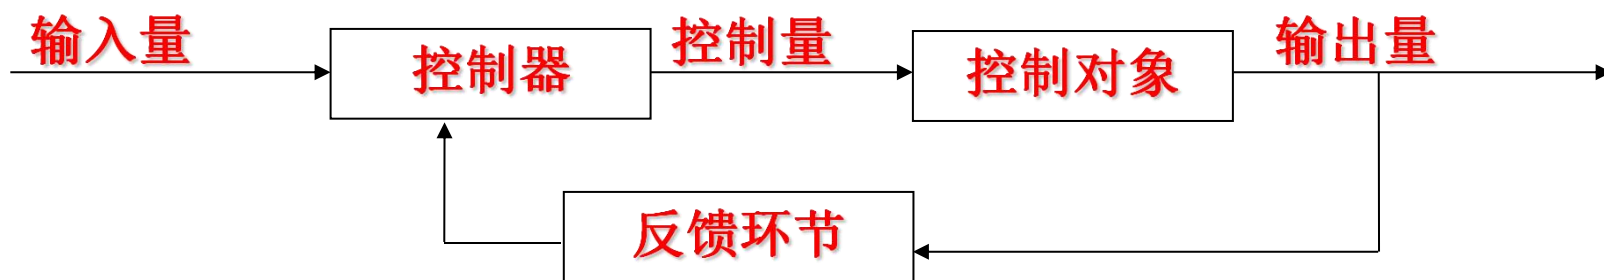 输入量
控制器
控制量
控制对象
输出量
反馈环节